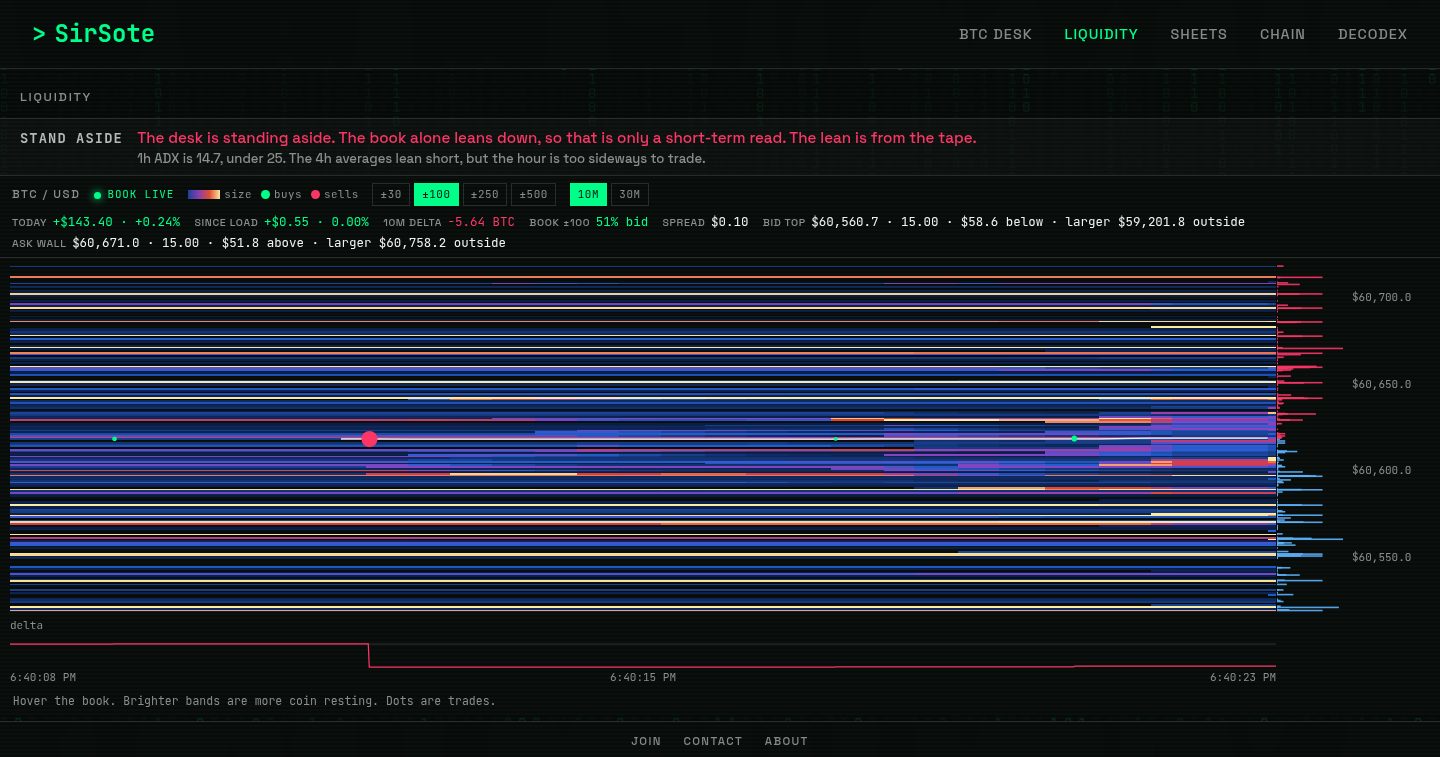 > SirSote
BTC DESK LIQUIDITY SHEETS CHAIN DECODEX
LIQUIDITY
STAND ASIDE The desk is standing aside. The book alone leans down, so that is only a short-term read. The lean is from the tape.
1h ADX is 14.7, under 25. The 4h averages lean short, but the hour is too sideways to trade.
BTC / USD BOOK LIVE size buys sells ±30 ±100 ±250 ±500 10M 30M
TODAY +$143.40 · +0.24% SINCE LOAD +$0.55 · 0.00% 10M DELTA -5.64 BTC BOOK ±100 51% bid SPREAD $0.10 BID TOP $60,560.7 · 15.00 · $58.6 below · larger $59,201.8 outside
ASK WALL $60,671.0 · 15.00 · $51.8 above · larger $60,758.2 outside
$60,700.0
$60,650.0
$60,600.0
$60,550.0
delta
6:40:08 PM 6:40:15 PM 6:40:23 PM
Hover the book. Brighter bands are more coin resting. Dots are trades.
JOIN CONTACT ABOUT